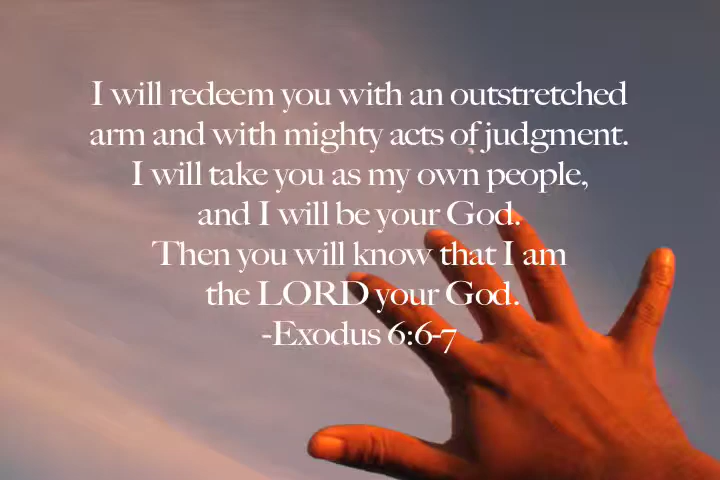 I will redeem you with an outstretched
arm and with mighty acts of judgment.
I will take you as my own people,
and I will be your God.
Then you will know that I am
the LORD your God.
-Exodus 6:6-7